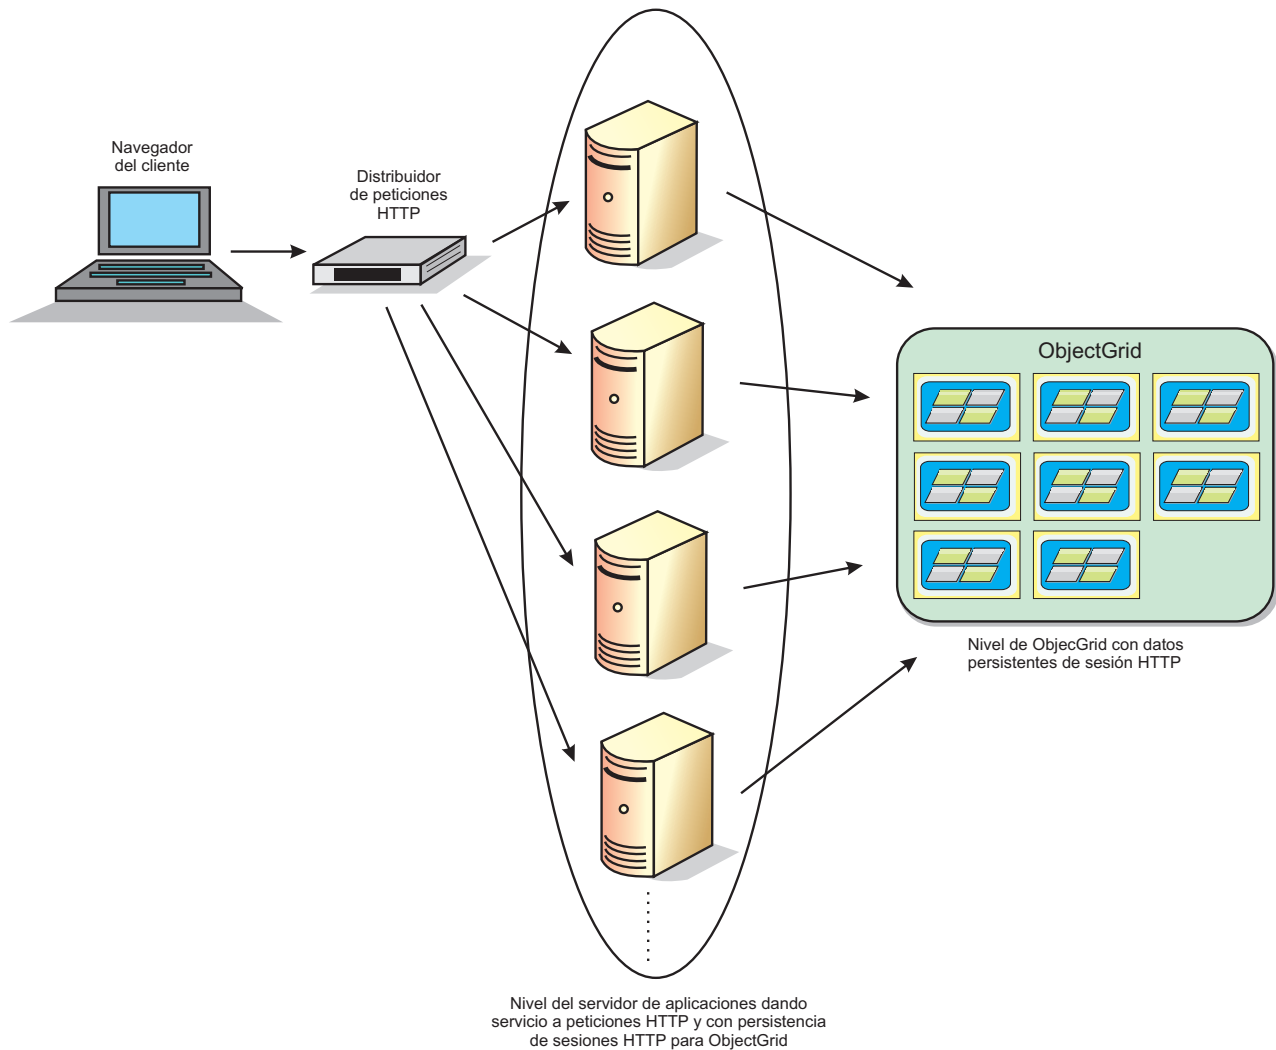 Navegador
del cliente
Distribuidor
de peticiones
HTTP
ObjectGrid
Nivel de ObjecGrid con datos
persistentes de sesión HTTP
Nivel del servidor de aplicaciones dando
servicio a peticiones HTTP y con persistencia
de sesiones HTTP para ObjectGrid